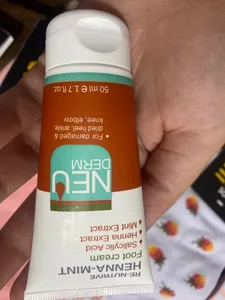 RE-NUTRIVE
HENNA-MINT
Foot cream
• Salicylic Acid
• Henna Extract
• Mint Extract
NEU
DERM
• For damaged &
dried heel, ankle,
knee, elbow
50 ml e 1.7 fl.oz.